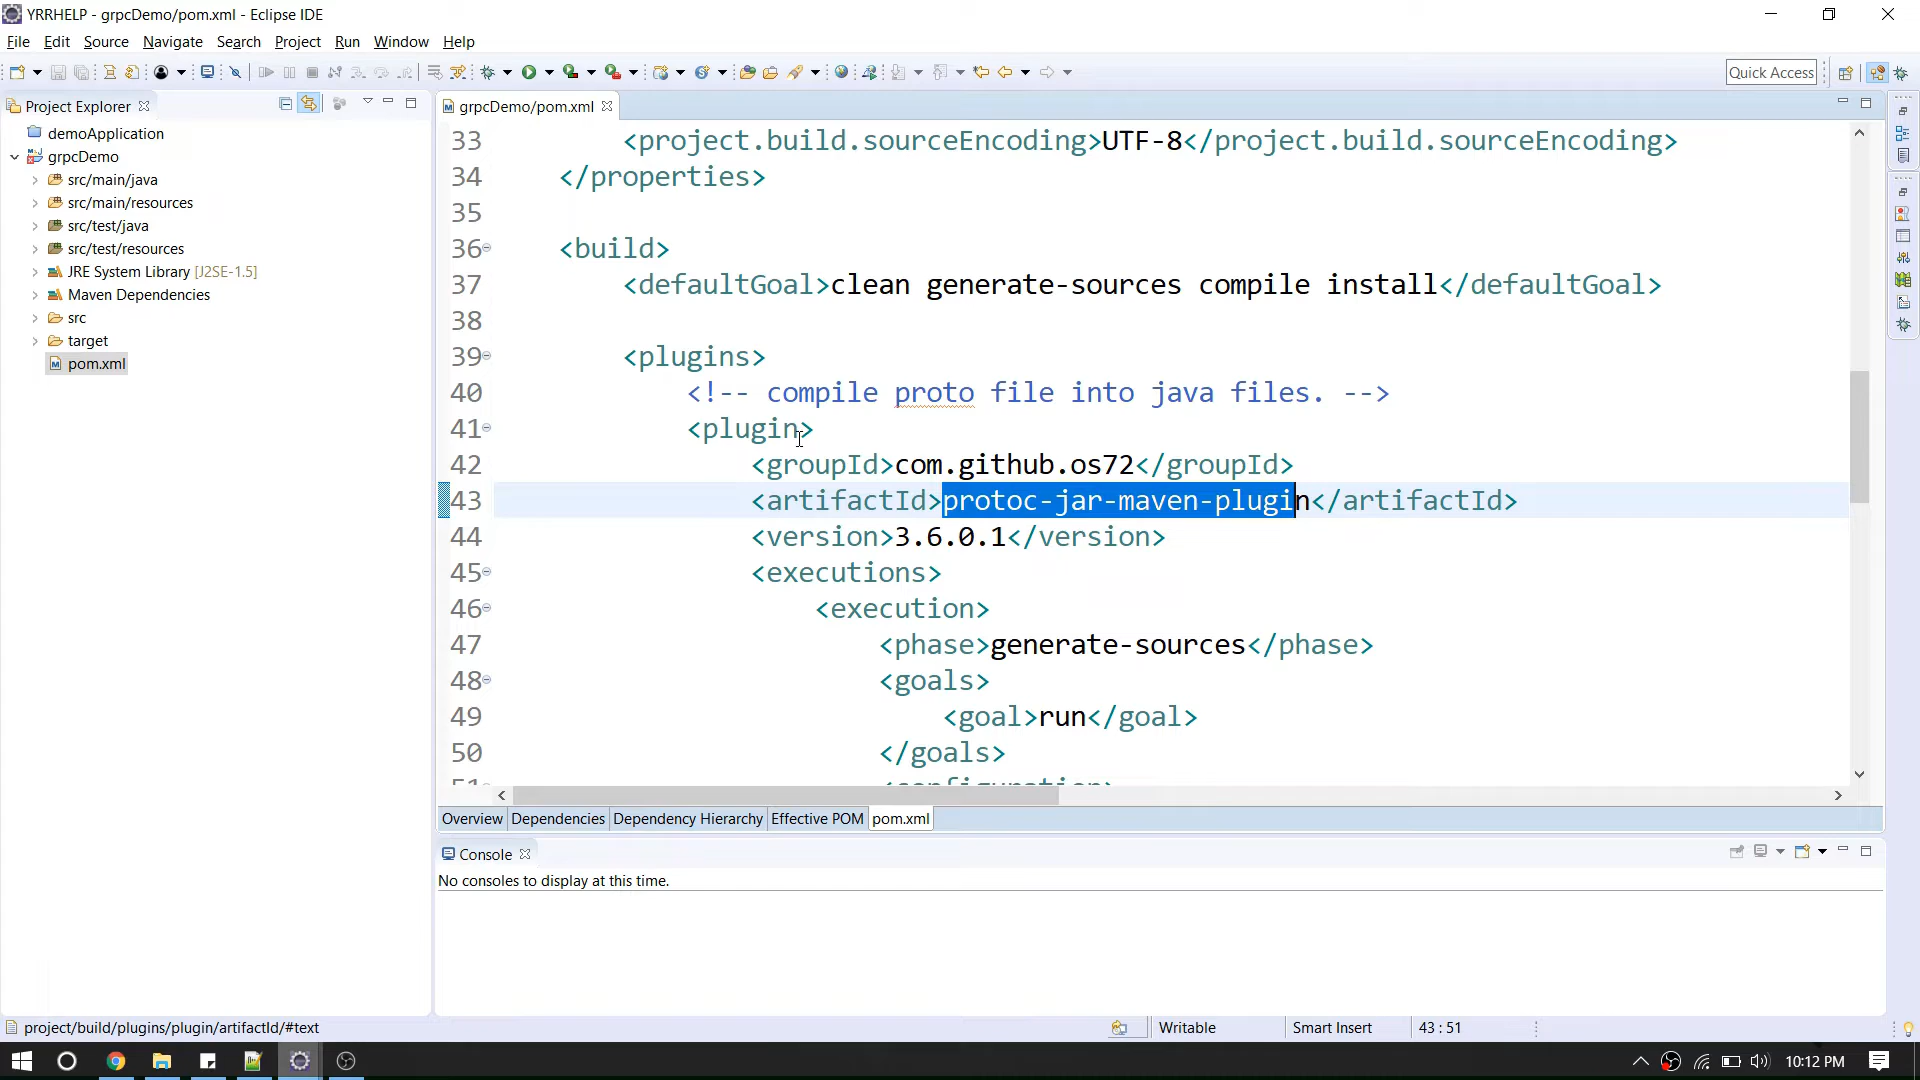 YRRHELP - grpcDemo/pom.xml - Eclipse IDE
File Edit Source Navigate Search Project Run Window Help
Quick Access
Project Explorer
demoApplication
grpcDemo
src/main/java
src/main/resources
src/test/java
src/test/resources
JRE System Library [J2SE-1.5]
Maven Dependencies
src
target
pom.xml
grpcDemo/pom.xml
33 <project.build.sourceEncoding>UTF-8</project.build.sourceEncoding>
34 </properties>
35
36 <build>
37 <defaultGoal>clean generate-sources compile install</defaultGoal>
38
39 <plugins>
40 <!-- compile proto file into java files. -->
41 <plugin>
42 <groupId>com.github.os72</groupId>
43 <artifactId>protoc-jar-maven-plugin</artifactId>
44 <version>3.6.0.1</version>
45 <executions>
46 <execution>
47 <phase>generate-sources</phase>
48 <goals>
49 <goal>run</goal>
50 </goals>
51 <configuration>
Overview Dependencies Dependency Hierarchy Effective POM pom.xml
Console
No consoles to display at this time.
project/build/plugins/plugin/artifactId/#text Writable Smart Insert 43 : 51
10:12 PM